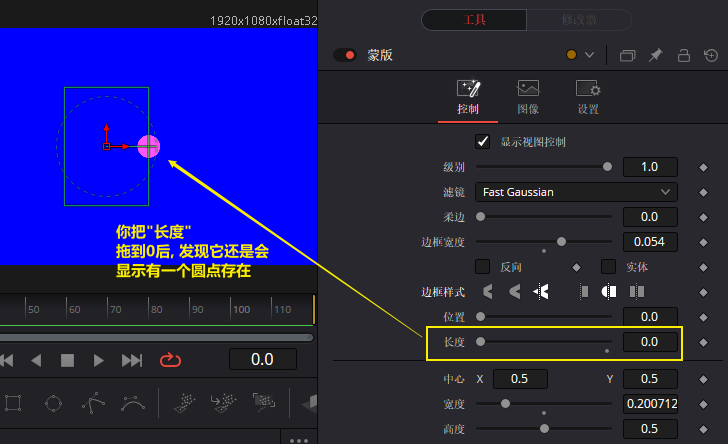 1920x1080xfloat32
工具
修改器
蒙版
控制
图像
设置
显示视图控制
级别 1.0
滤镜 Fast Gaussian
柔边 0.0
边框宽度 0.054
反向 实体
边框样式
位置 0.0
长度 0.0
中心 X 0.5 Y 0.5
宽度 0.200712
高度 0.5
你把"长度"
拖到0后, 发现它还是会
显示有一个圆点存在
50 60 70 80 90 100 110
0.0